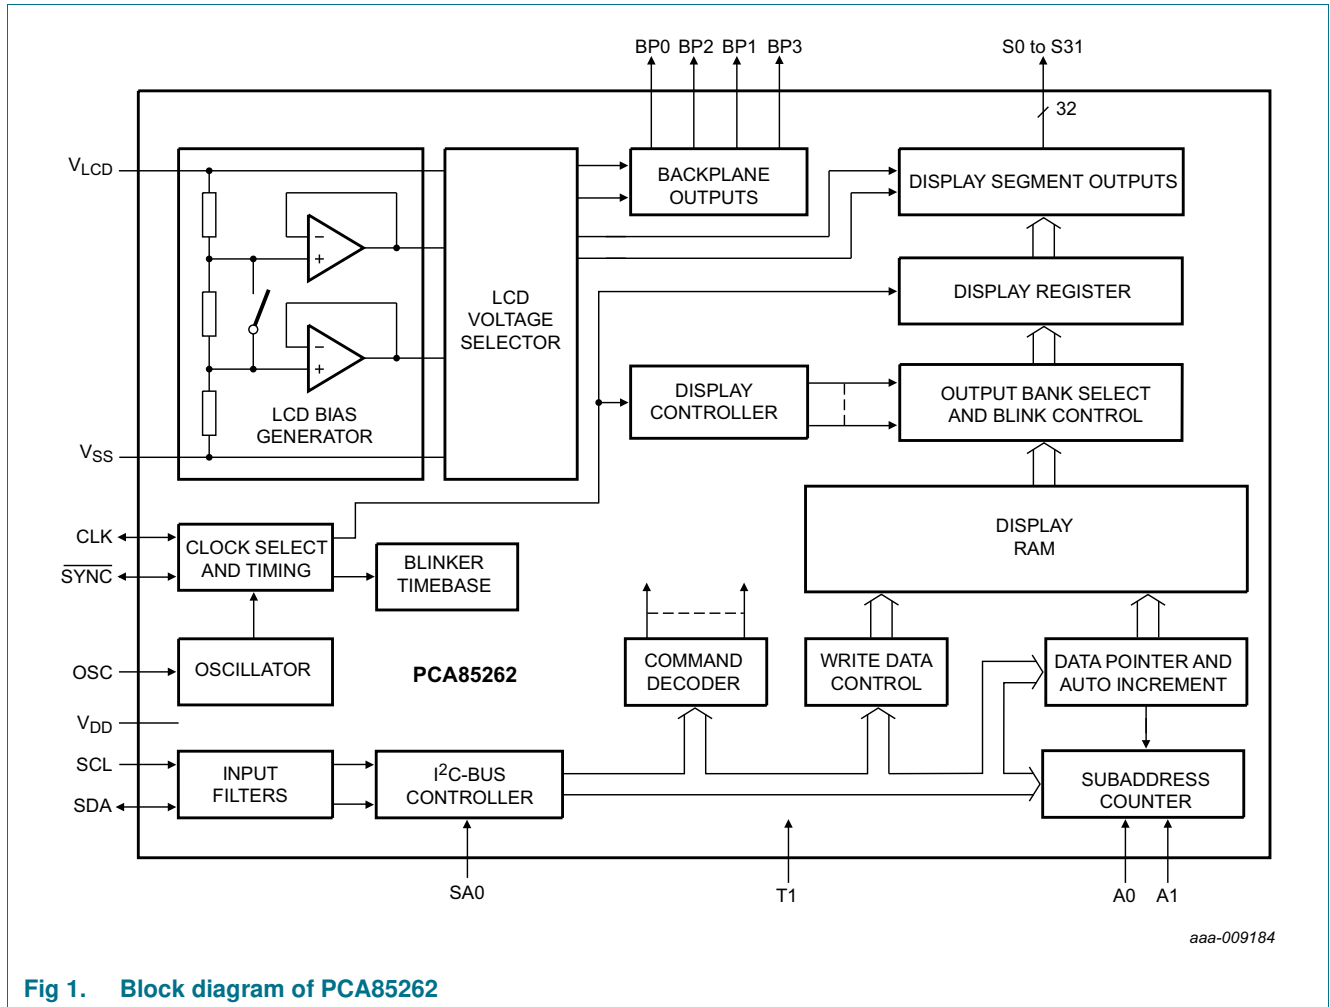 BP0 BP2 BP1 BP3
S0 to S31
32
VLCD
BACKPLANE
OUTPUTS
DISPLAY SEGMENT OUTPUTS
−
+
LCD
VOLTAGE
SELECTOR
DISPLAY REGISTER
−
+
LCD BIAS
GENERATOR
DISPLAY
CONTROLLER
OUTPUT BANK SELECT
AND BLINK CONTROL
VSS
CLK
SYNC
CLOCK SELECT
AND TIMING
BLINKER
TIMEBASE
DISPLAY
RAM
OSC
OSCILLATOR
PCA85262
COMMAND
DECODER
WRITE DATA
CONTROL
DATA POINTER AND
AUTO INCREMENT
VDD
SCL
SDA
INPUT
FILTERS
I2C-BUS
CONTROLLER
SUBADDRESS
COUNTER
SA0
T1
A0 A1
aaa-009184
Fig 1. Block diagram of PCA85262